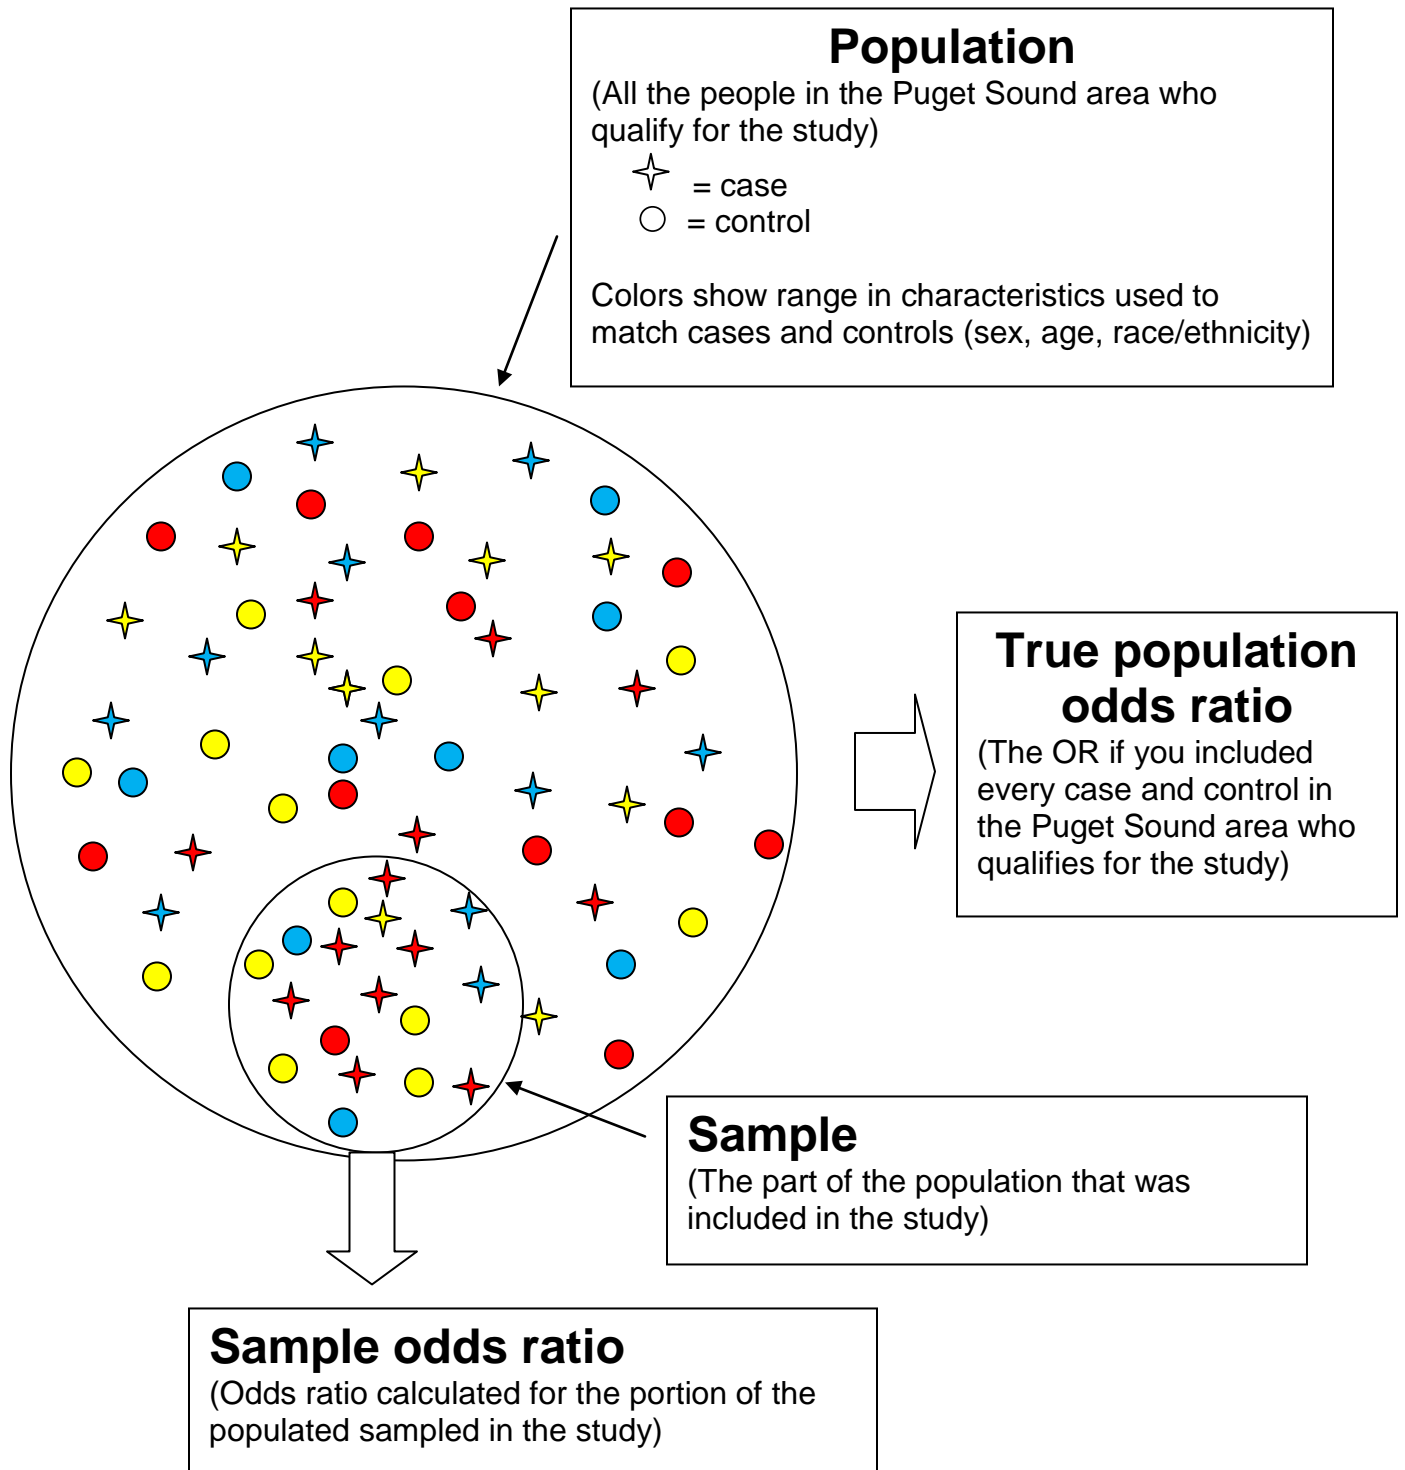 Population
(All the people in the Puget Sound area who
qualify for the study)
= case
= control
Colors show range in characteristics used to
match cases and controls (sex, age, race/ethnicity)
True population
odds ratio
(The OR if you included
every case and control in
the Puget Sound area who
qualifies for the study)
Sample
(The part of the population that was
included in the study)
Sample odds ratio
(Odds ratio calculated for the portion of the
populated sampled in the study)